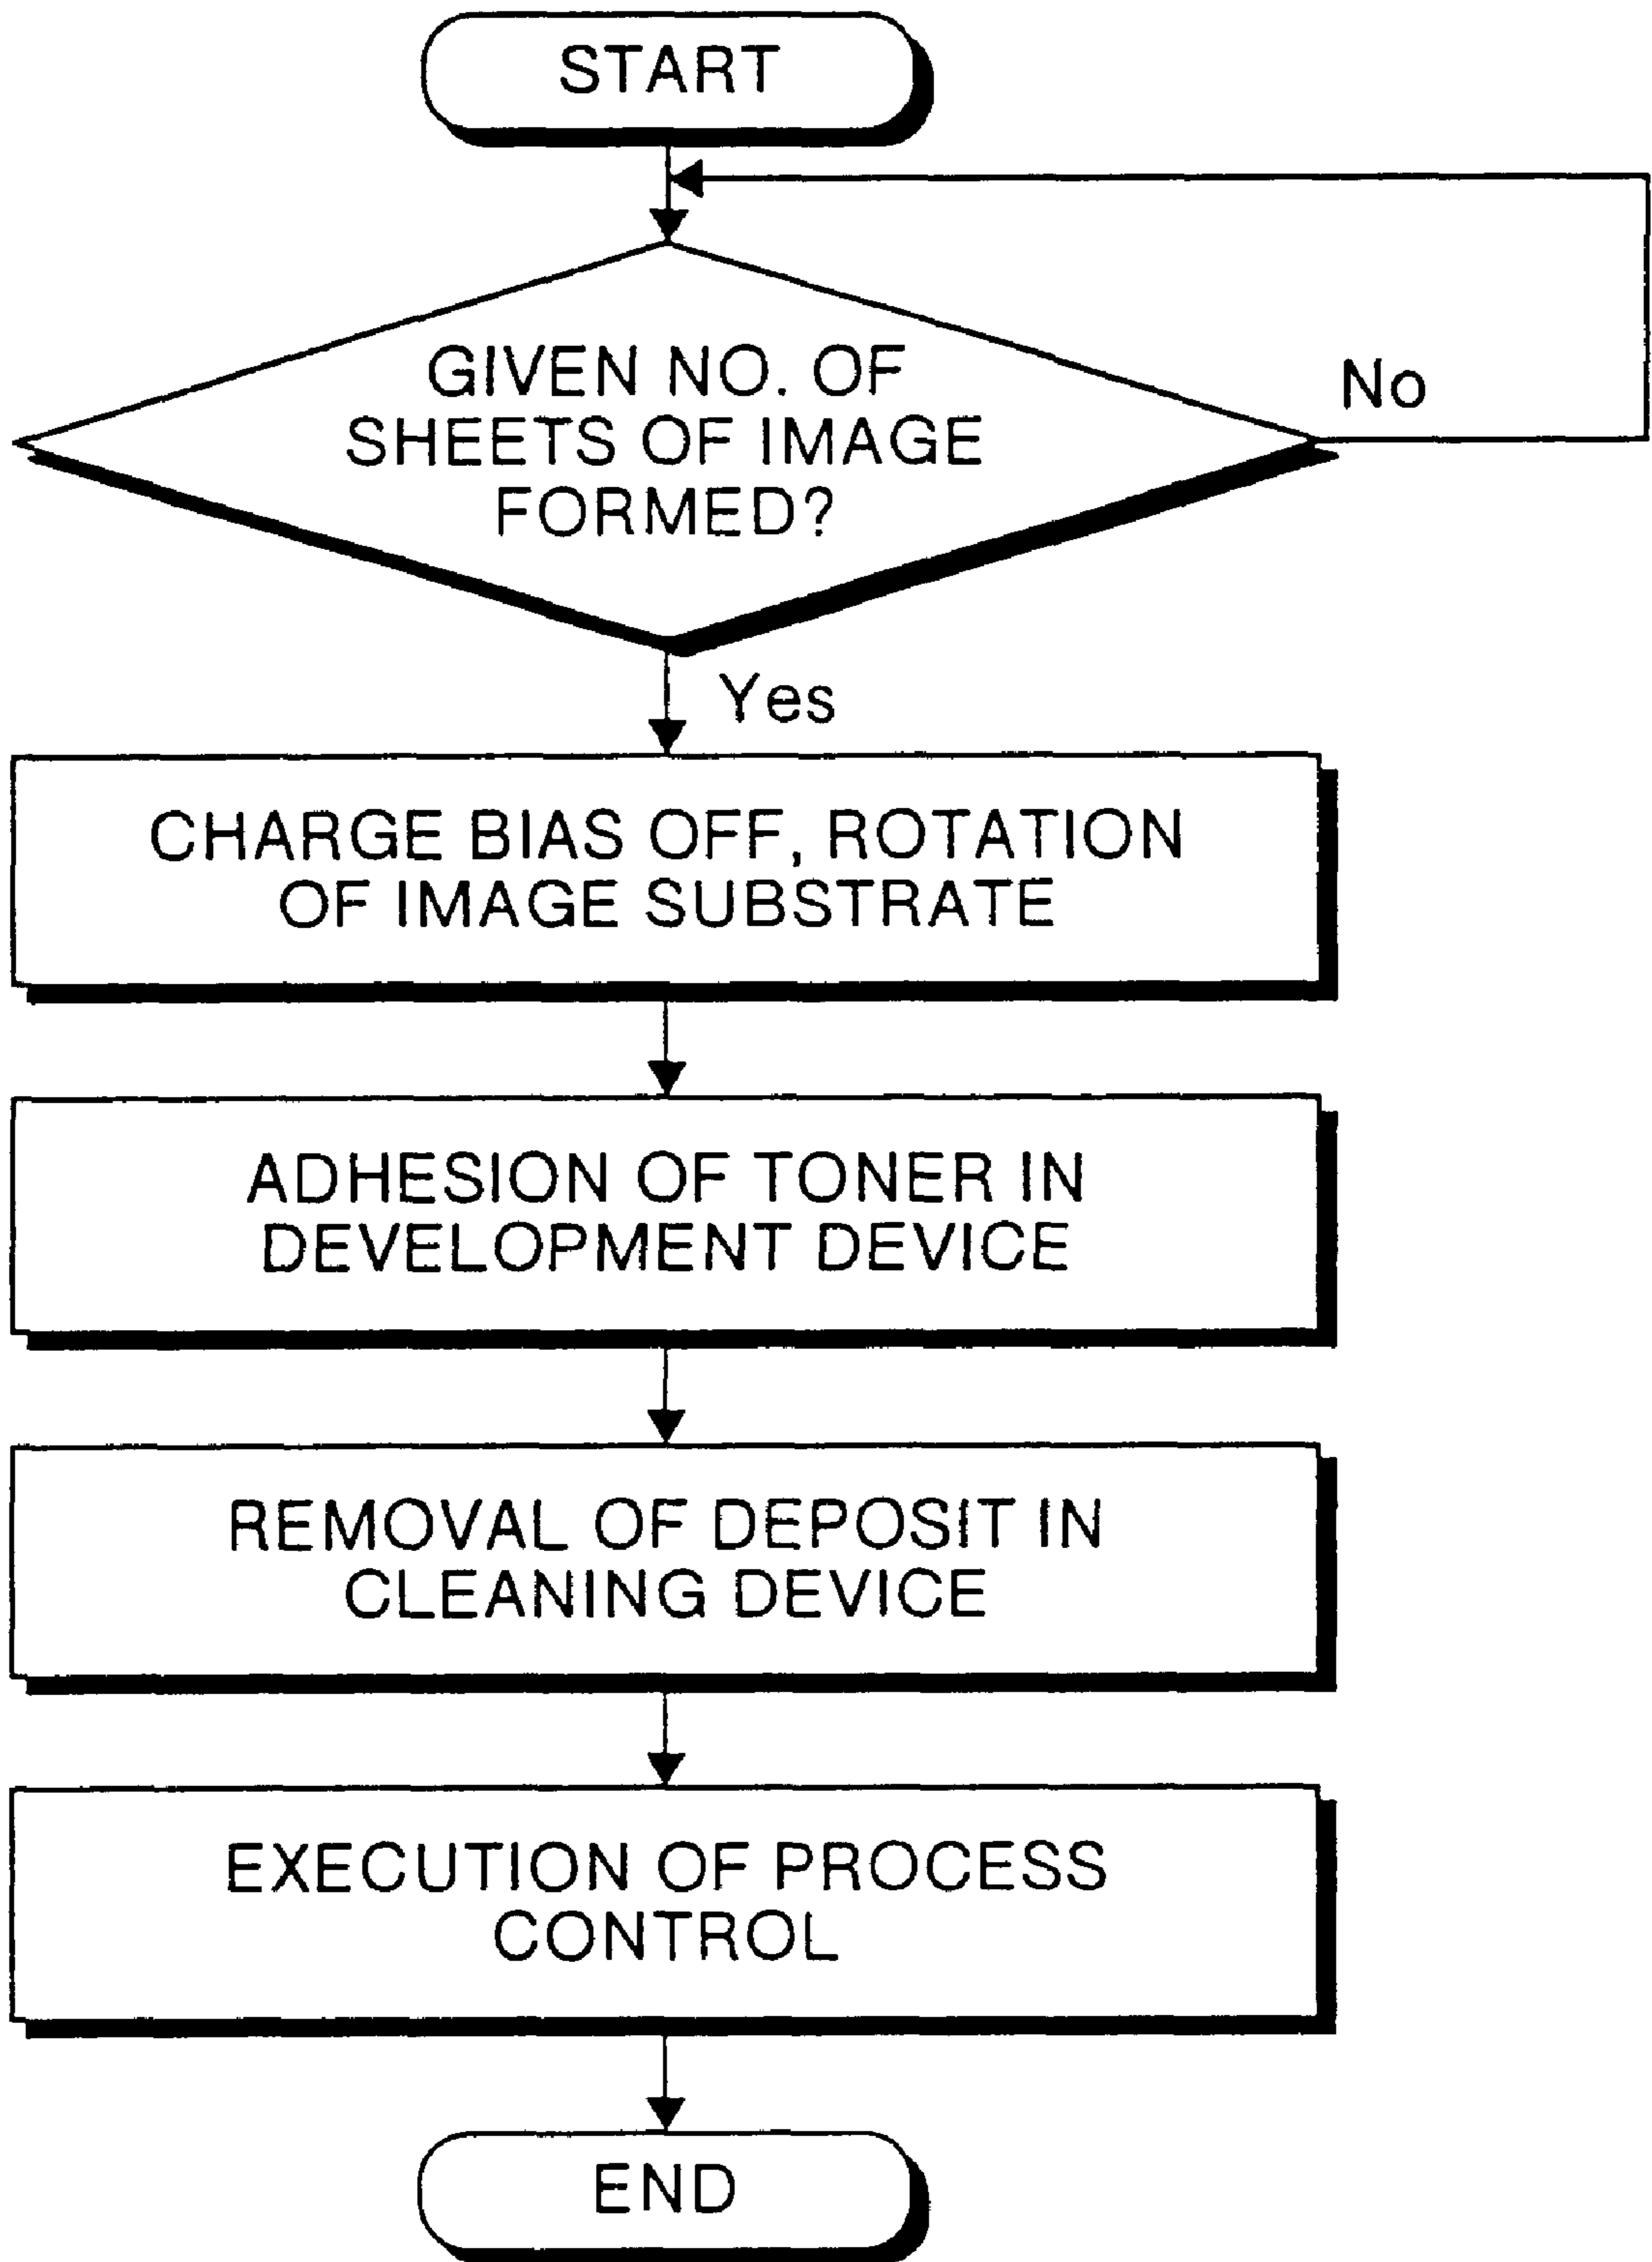 START
GIVEN NO. OF
SHEETS OF IMAGE
FORMED?
No
Yes
CHARGE BIAS OFF, ROTATION
OF IMAGE SUBSTRATE
ADHESION OF TONER IN
DEVELOPMENT DEVICE
REMOVAL OF DEPOSIT IN
CLEANING DEVICE
EXECUTION OF PROCESS
CONTROL
END